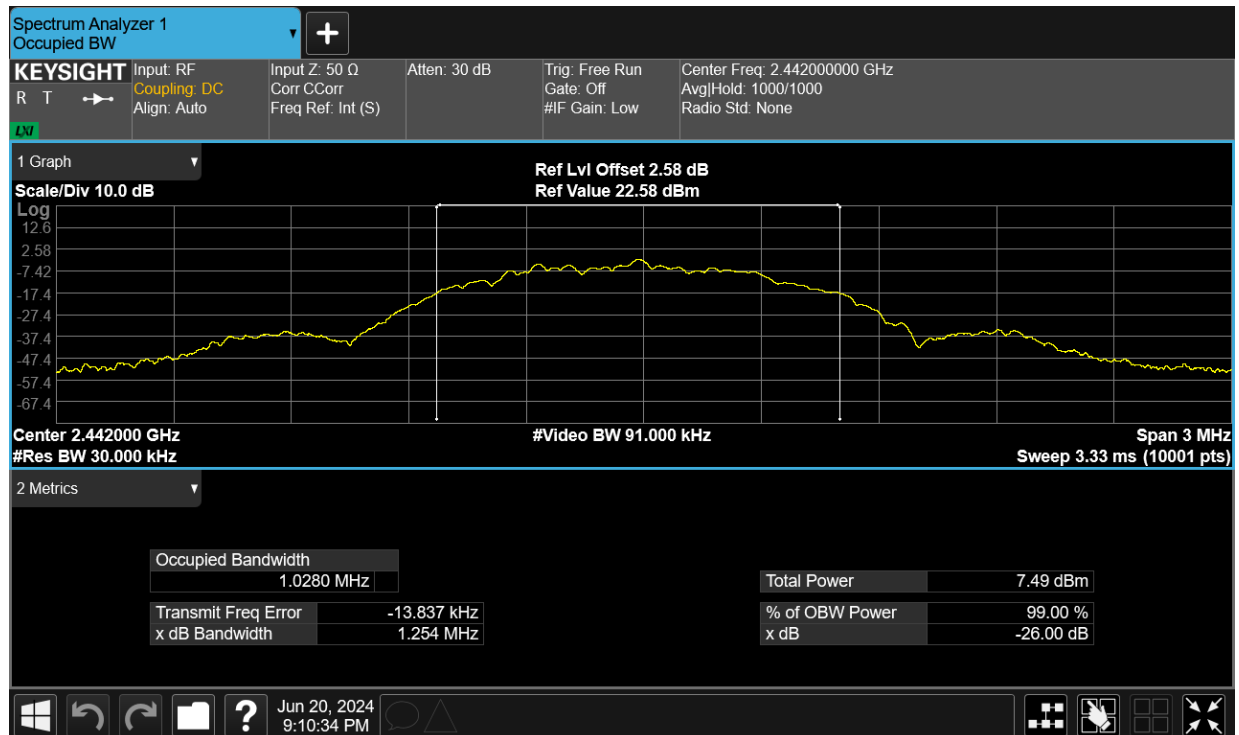 Spectrum Analyzer 1
Occupied BW
▼
+
KEYSIGHT
R T
LXI
Input: RF
Coupling: DC
Align: Auto
Input Z: 50 Ω
Corr CCorr
Freq Ref: Int (S)
Atten: 30 dB
Trig: Free Run
Gate: Off
#IF Gain: Low
Center Freq: 2.442000000 GHz
Avg|Hold: 1000/1000
Radio Std: None
1 Graph ▼
Scale/Div 10.0 dB
Ref Lvl Offset 2.58 dB
Ref Value 22.58 dBm
Log
12.6
2.58
-7.42
-17.4
-27.4
-37.4
-47.4
-57.4
-67.4
Center 2.442000 GHz
#Res BW 30.000 kHz
#Video BW 91.000 kHz
Span 3 MHz
Sweep 3.33 ms (10001 pts)
2 Metrics ▼
Occupied Bandwidth
1.0280 MHz
Transmit Freq Error -13.837 kHz
x dB Bandwidth 1.254 MHz
Total Power 7.49 dBm
% of OBW Power 99.00 %
x dB -26.00 dB
?
Jun 20, 2024
9:10:34 PM